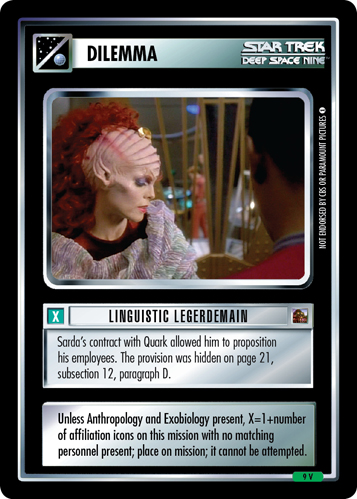 DILEMMA
STAR TREK
DEEP SPACE NINE
NOT ENDORSED BY CBS OR PARAMOUNT PICTURES
X
LINGUISTIC LEGERDEMAIN
Sarda's contract with Quark allowed him to proposition
his employees. The provision was hidden on page 21,
subsection 12, paragraph D.
Unless Anthropology and Exobiology present, X=1+number
of affiliation icons on this mission with no matching
personnel present; place on mission; it cannot be attempted.
9 V